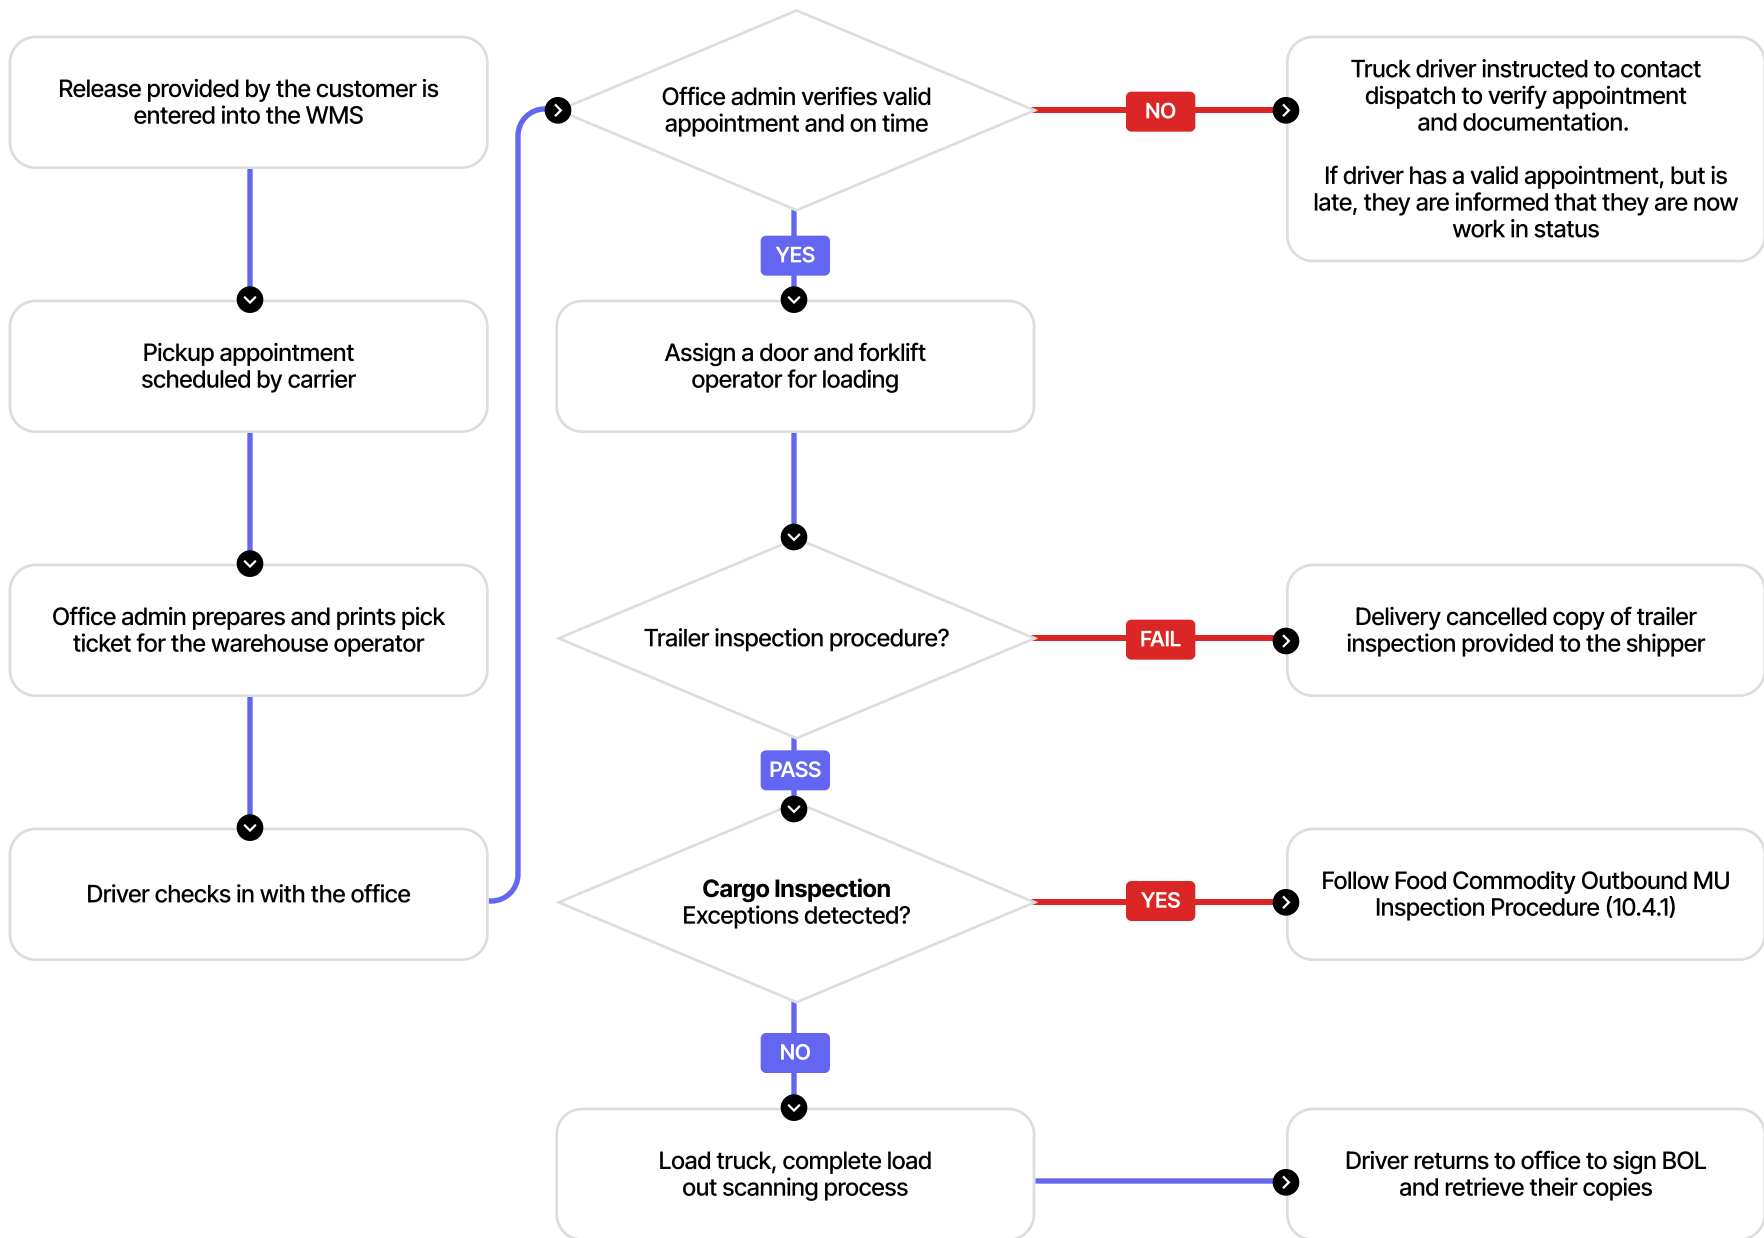 Release provided by the customer is
entered into the WMS
Pickup appointment
scheduled by carrier
Office admin prepares and prints pick
ticket for the warehouse operator
Driver checks in with the office
Office admin verifies valid
appointment and on time
NO
Truck driver instructed to contact
dispatch to verify appointment
and documentation.
If driver has a valid appointment, but is
late, they are informed that they are now
work in status
YES
Assign a door and forklift
operator for loading
Trailer inspection procedure?
FAIL
Delivery cancelled copy of trailer
inspection provided to the shipper
PASS
Cargo Inspection
Exceptions detected?
YES
Follow Food Commodity Outbound MU
Inspection Procedure (10.4.1)
NO
Load truck, complete load
out scanning process
Driver returns to office to sign BOL
and retrieve their copies